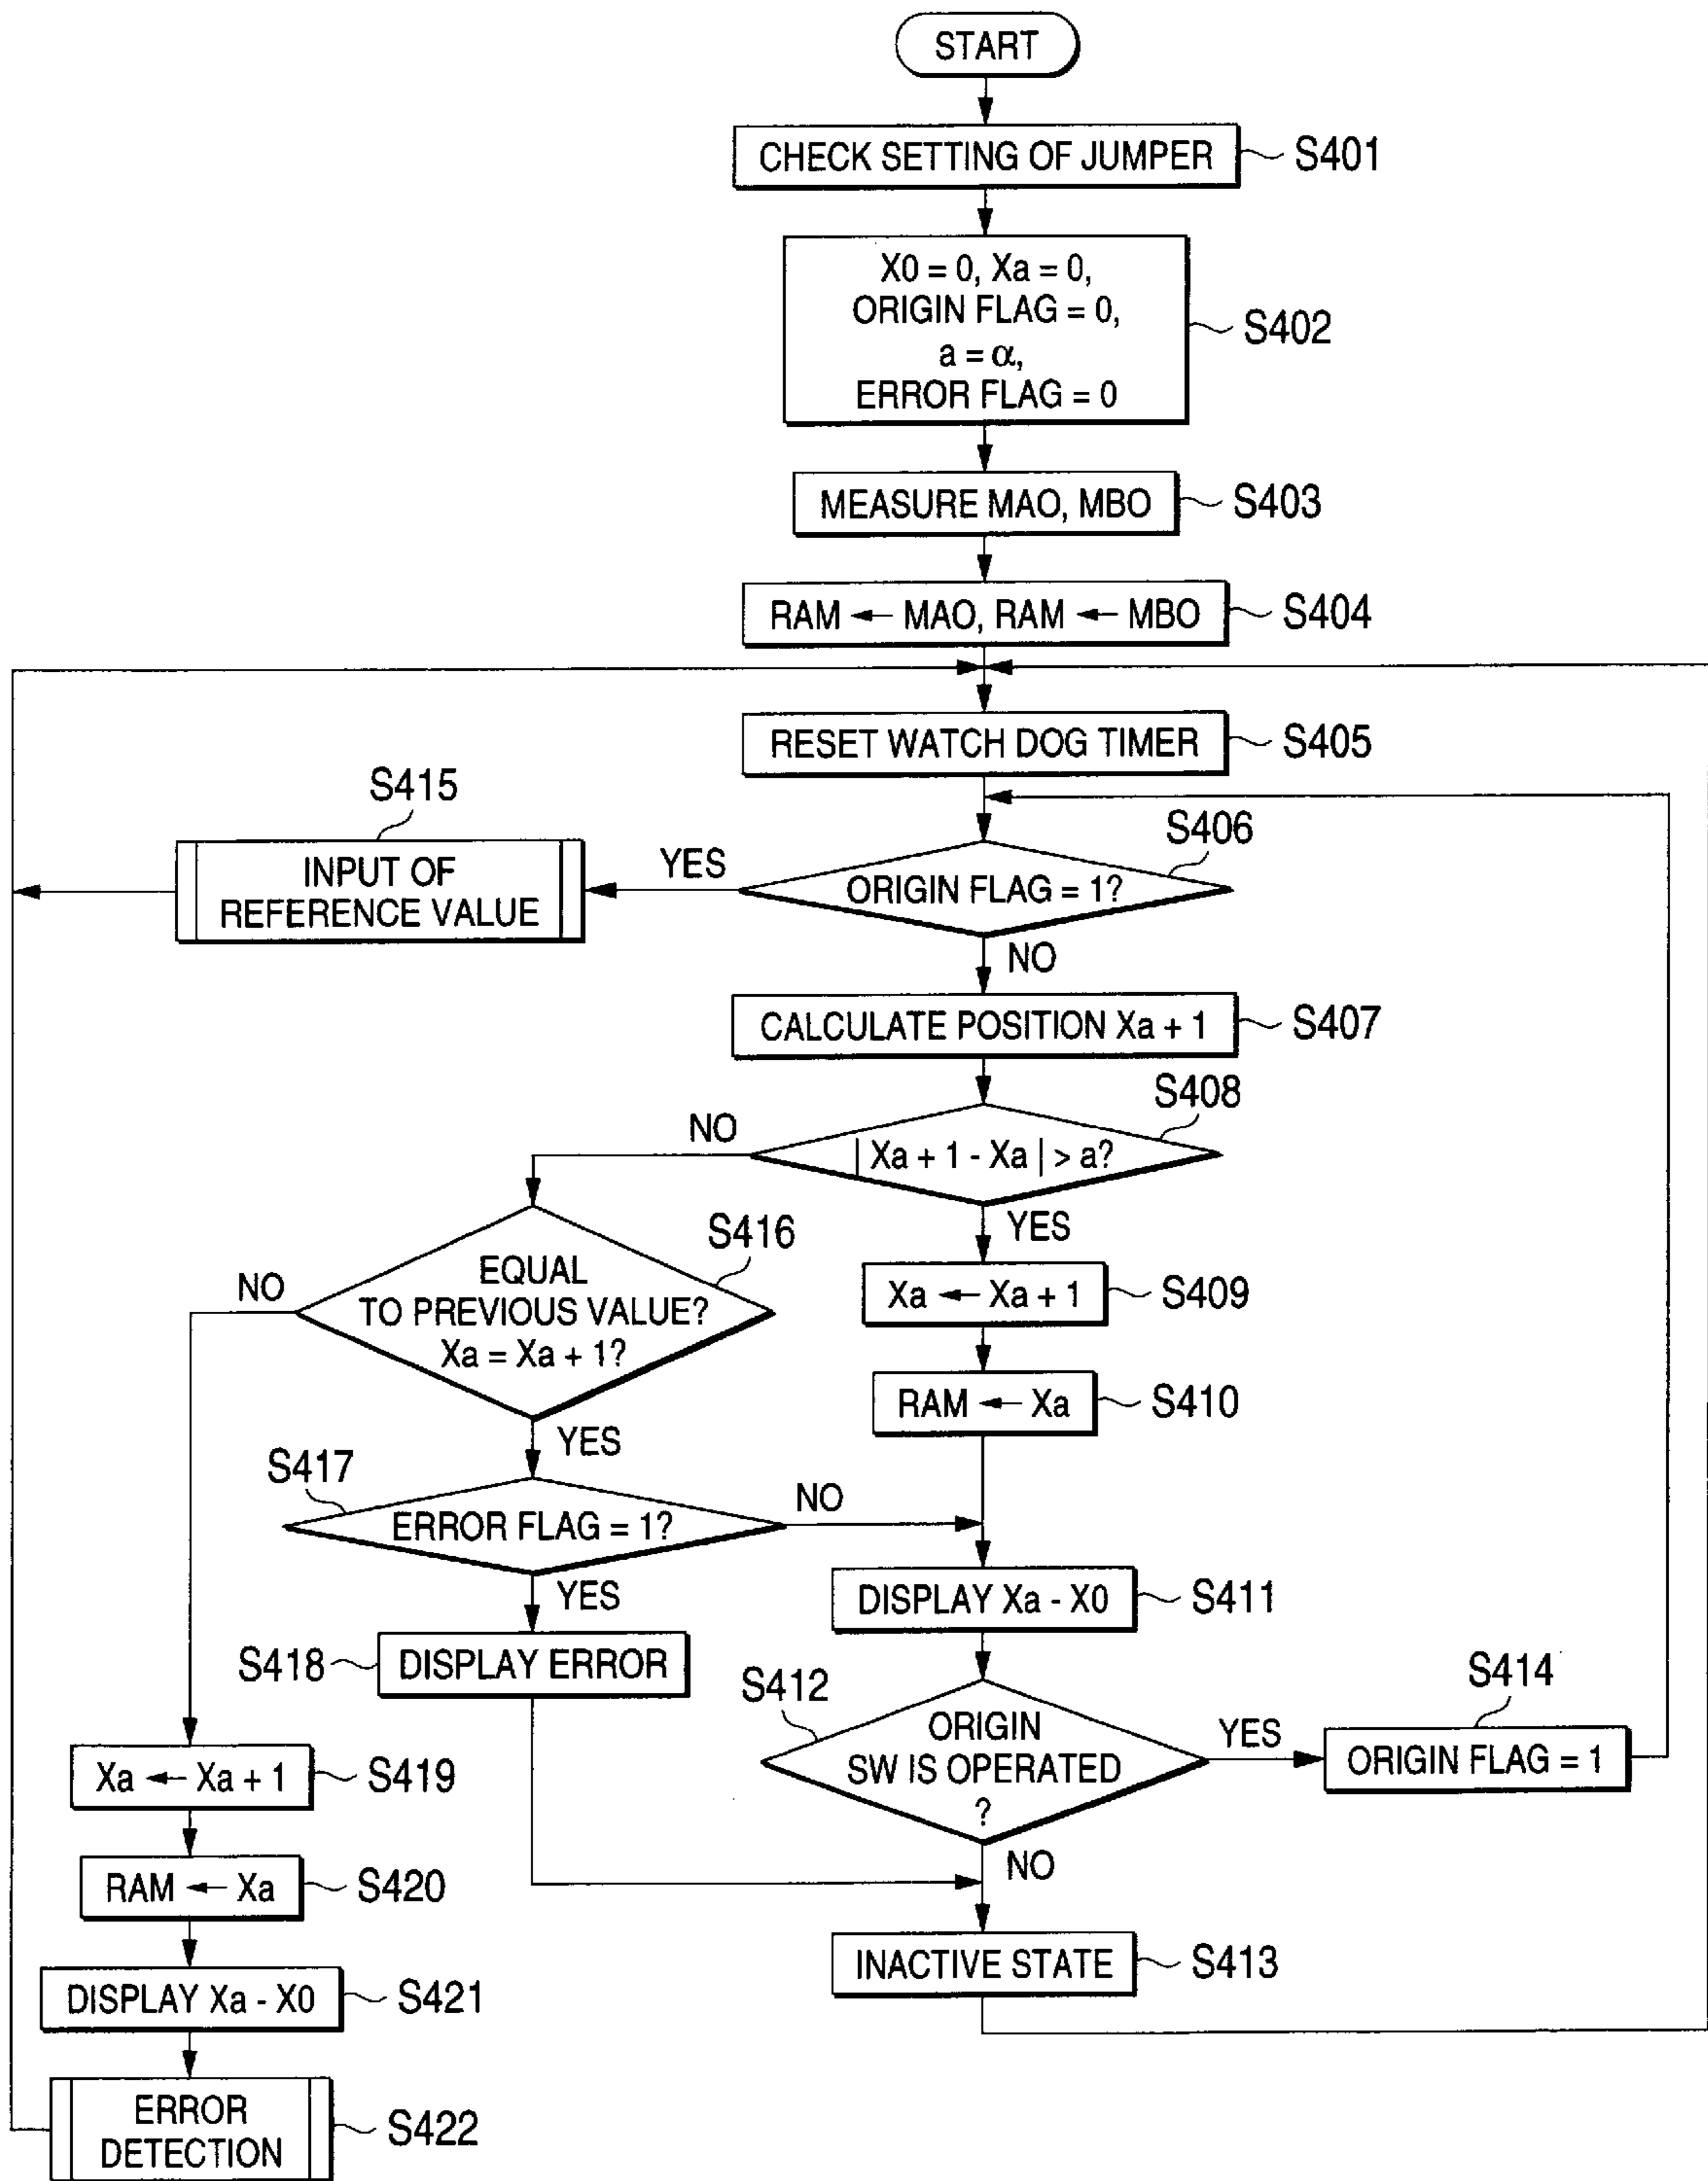 START
CHECK SETTING OF JUMPER
S401
X0 = 0, Xa = 0,
ORIGIN FLAG = 0,
a = α,
ERROR FLAG = 0
S402
MEASURE MAO, MBO
S403
RAM ← MAO, RAM ← MBO
S404
RESET WATCH DOG TIMER
S405
S415
INPUT OF
REFERENCE VALUE
YES
S406
ORIGIN FLAG = 1?
NO
CALCULATE POSITION Xa + 1
S407
S408
NO
| Xa + 1 - Xa | > a?
YES
S416
EQUAL
TO PREVIOUS VALUE?
Xa = Xa + 1?
NO
YES
Xa ← Xa + 1
S409
RAM ← Xa
S410
S417
ERROR FLAG = 1?
NO
YES
DISPLAY Xa - X0
S411
S418
DISPLAY ERROR
S412
ORIGIN
SW IS OPERATED
?
YES
NO
S414
ORIGIN FLAG = 1
Xa ← Xa + 1
S419
RAM ← Xa
S420
INACTIVE STATE
S413
DISPLAY Xa - X0
S421
ERROR
DETECTION
S422